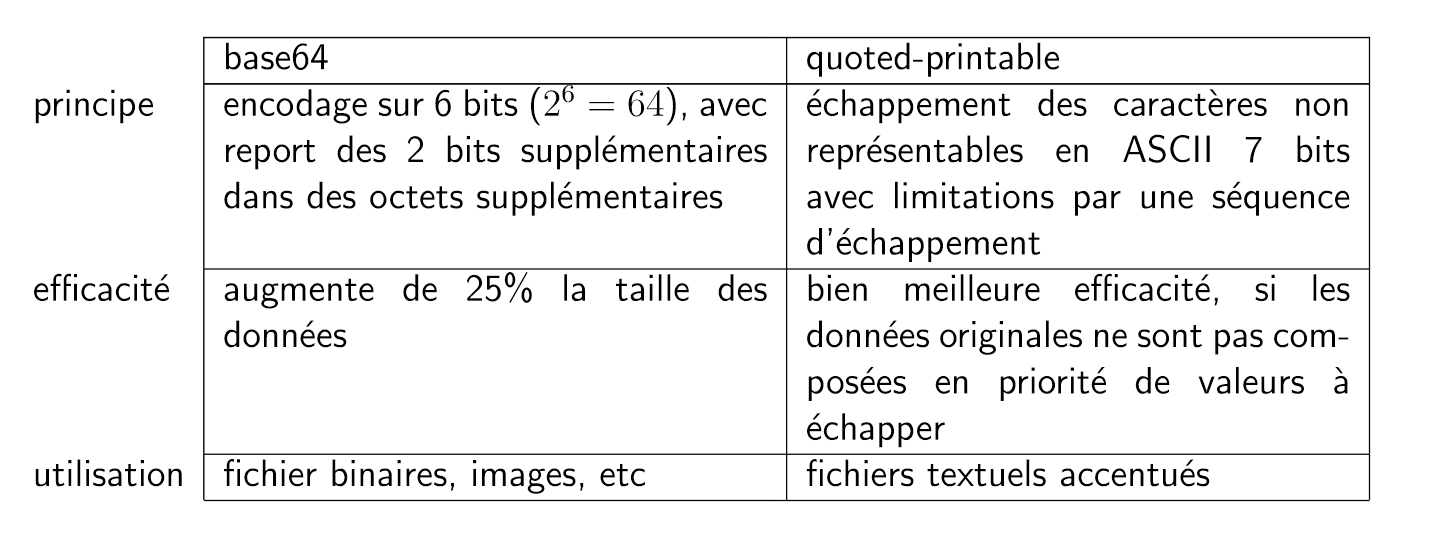 base64 quoted-printable
principe encodage sur 6 bits (2⁶ = 64), avec échappement des caractères non
report des 2 bits supplémentaires représentables en ASCII 7 bits
dans des octets supplémentaires avec limitations par une séquence
d'échappement
efficacité augmente de 25% la taille des bien meilleure efficacité, si les
données données originales ne sont pas com-
posées en priorité de valeurs à
échapper
utilisation fichier binaires, images, etc fichiers textuels accentués